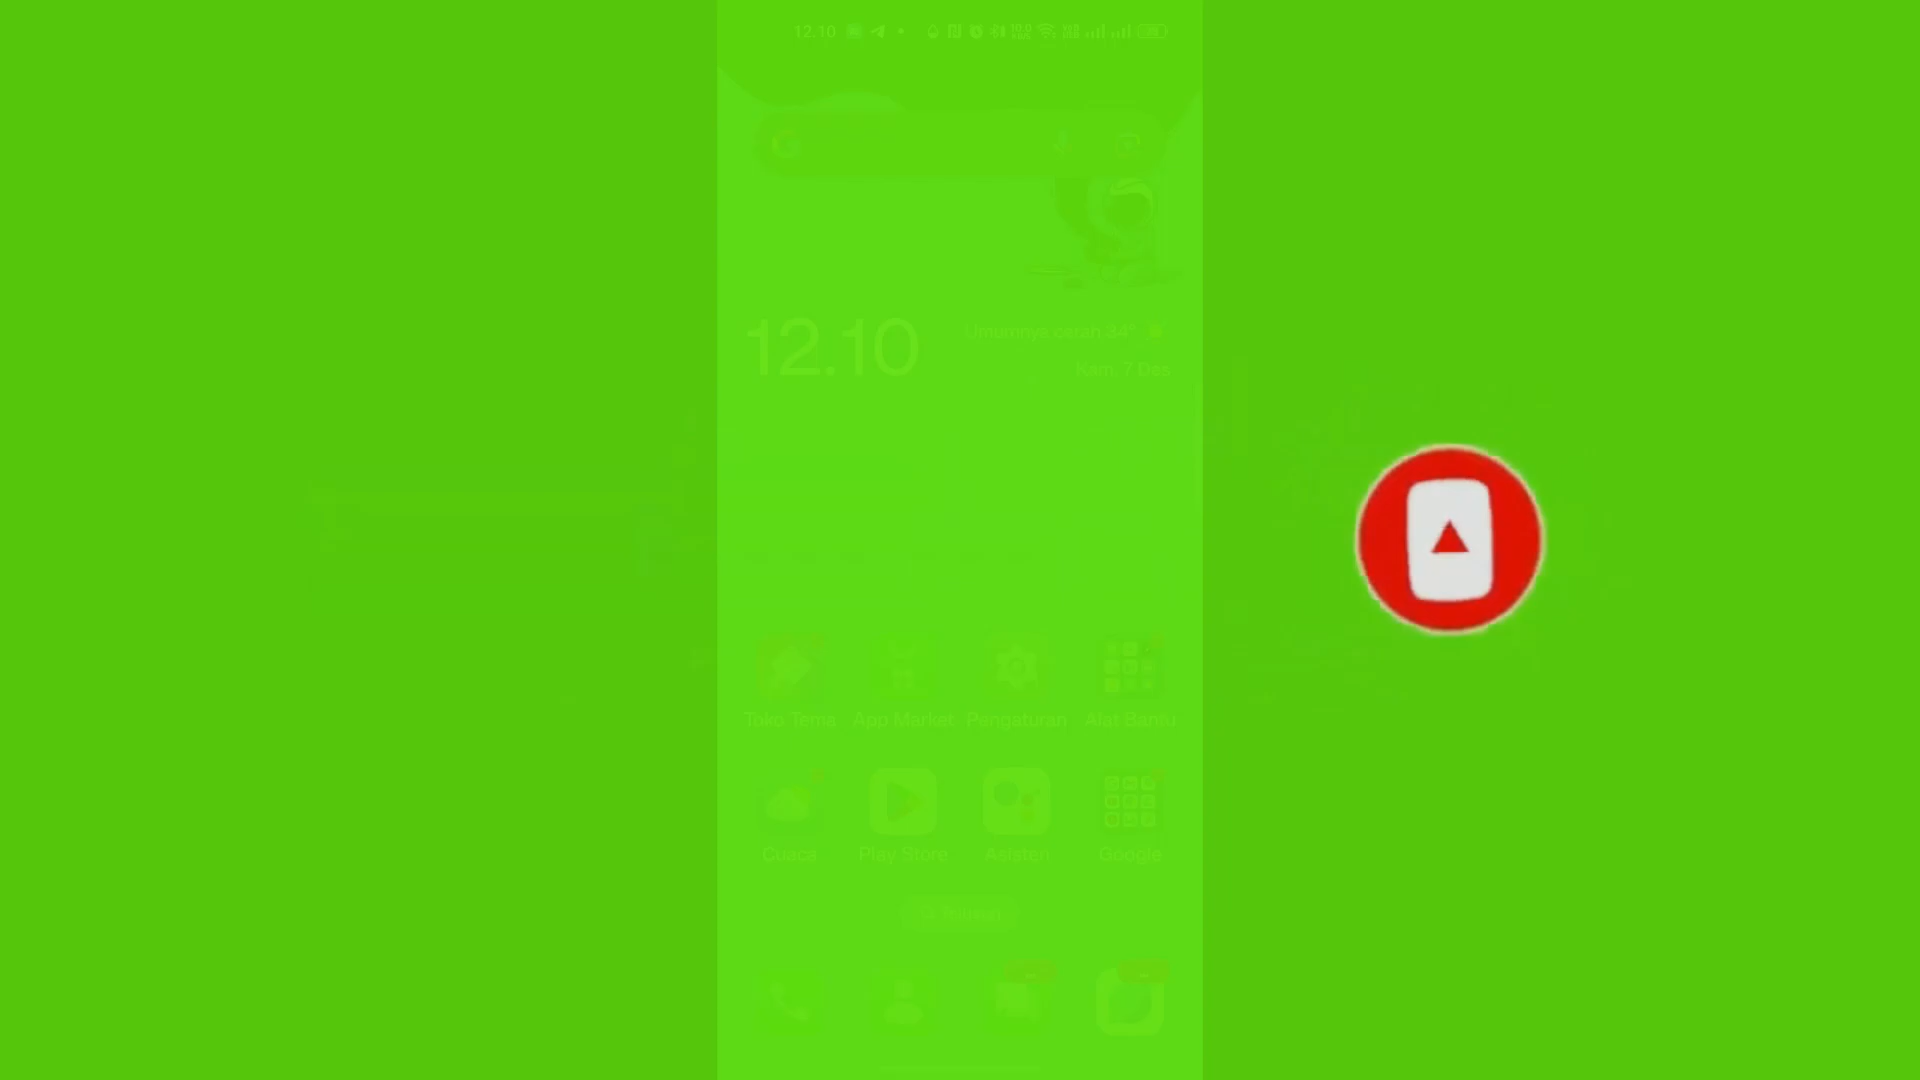 12.10
12.10
Umumnya cerah 34°
Kam. 7 Des
Toko Tema App Market Pengaturan Alat Bantu
Cuaca Play Store Asisten Google